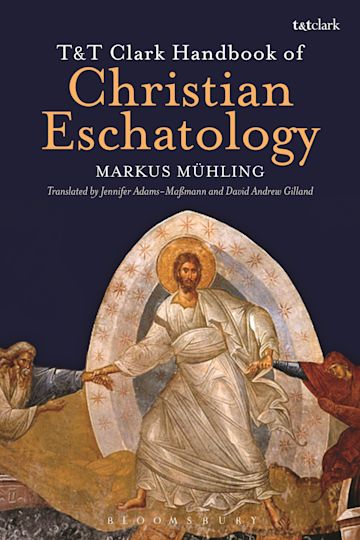 t&tclark
T&T Clark Handbook of
Christian
Eschatology
MARKUS MÜHLING
Translated by Jennifer Adams-Maßmann and David Andrew Gilland
BLOOMSBURY